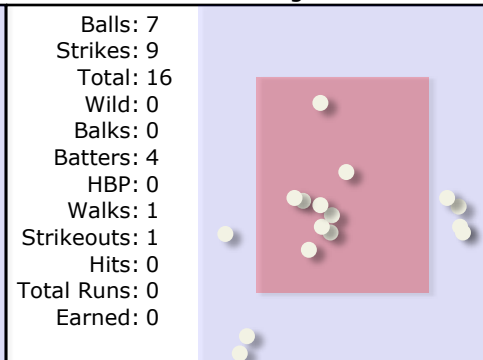 Balls: 7
Strikes: 9
Total: 16
Wild: 0
Balks: 0
Batters: 4
HBP: 0
Walks: 1
Strikeouts: 1
Hits: 0
Total Runs: 0
Earned: 0